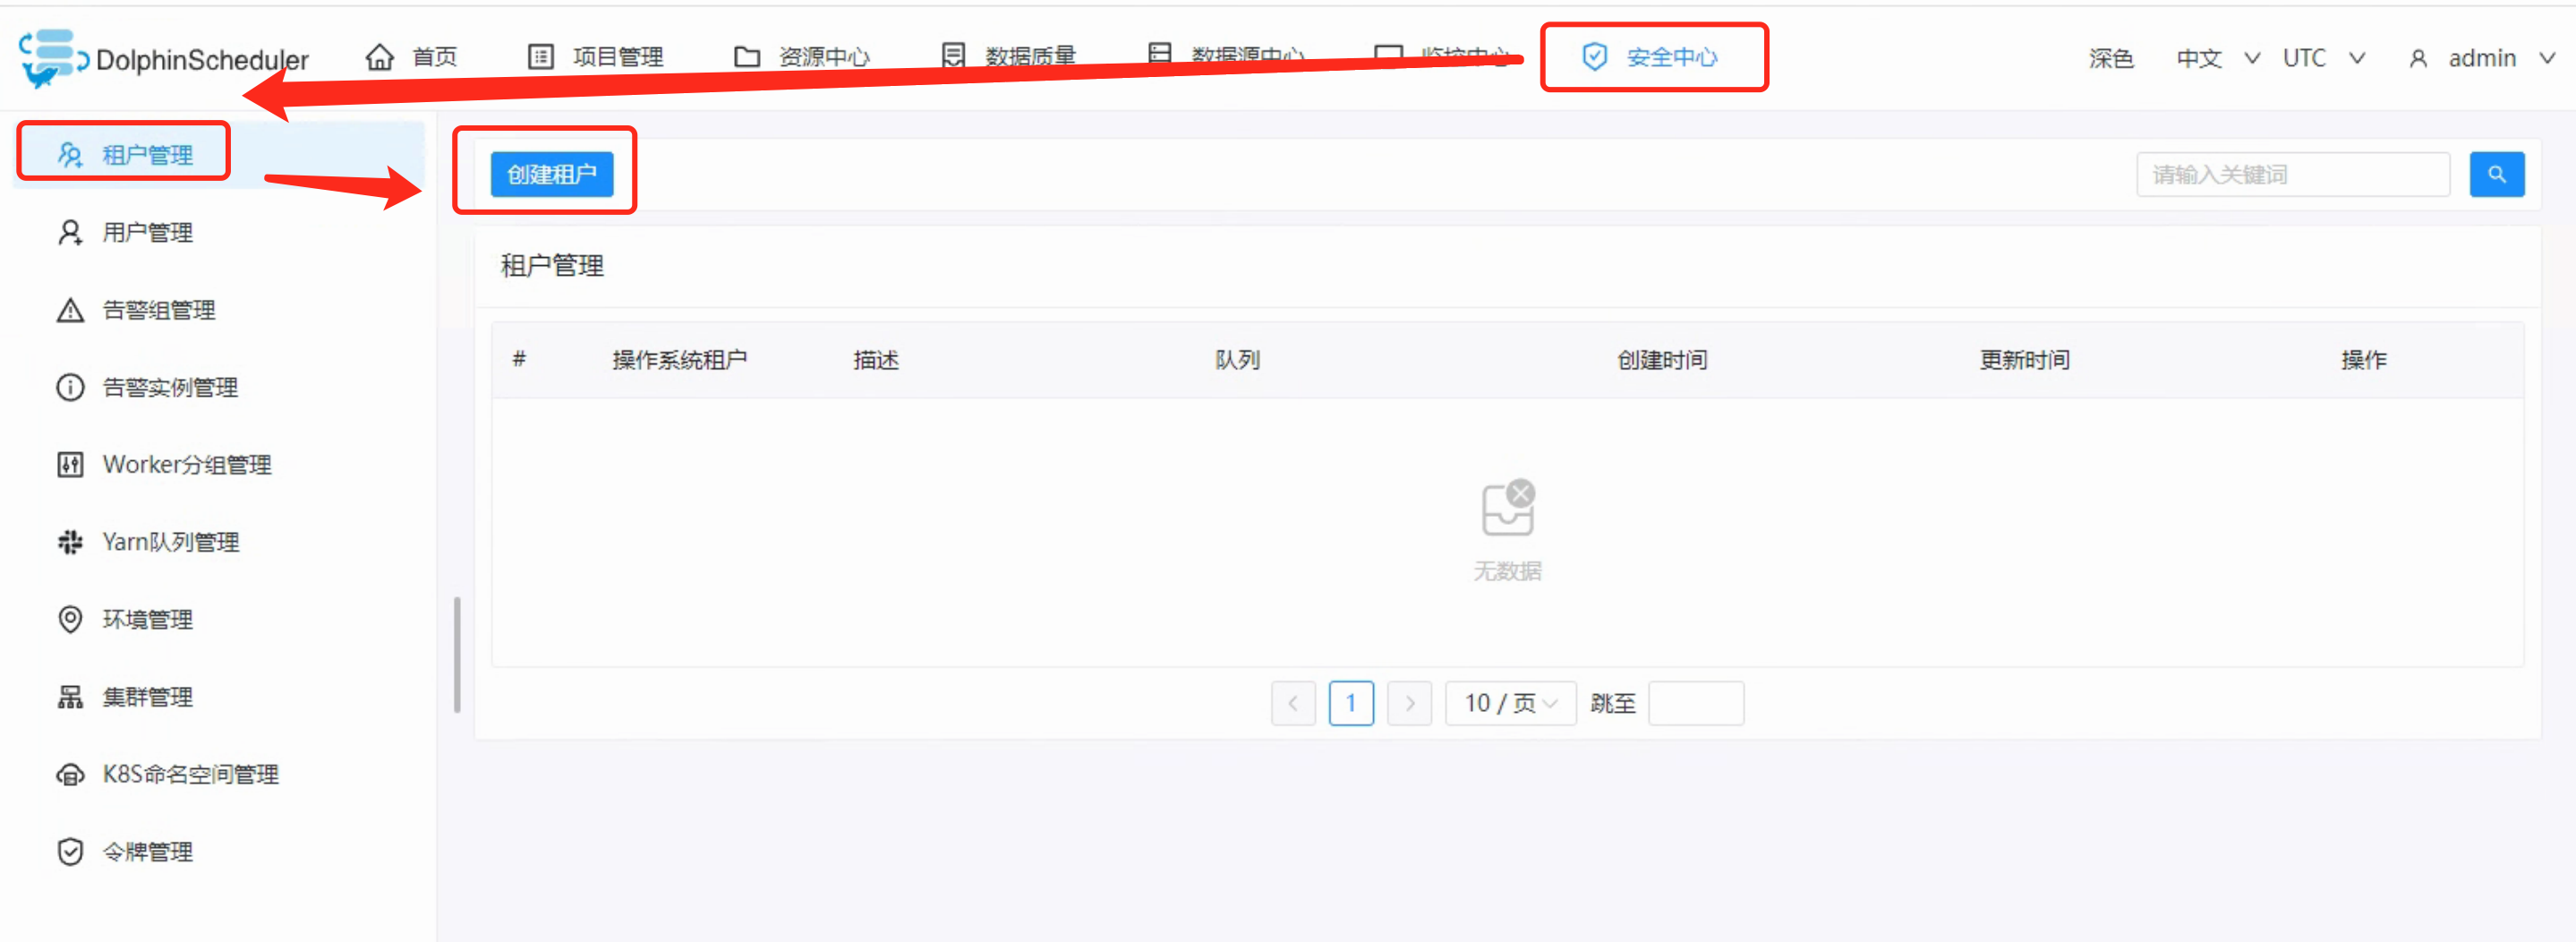 DolphinScheduler 首页 项目管理 资源中心 数据质量 数据源中心 监控中心 安全中心 深色 中文 UTC admin
租户管理
用户管理
告警组管理
告警实例管理
Worker分组管理
Yarn队列管理
环境管理
集群管理
K8S命名空间管理
令牌管理
创建租户 请输入关键词
租户管理
# 操作系统租户 描述 队列 创建时间 更新时间 操作
无数据
1 10 / 页 跳至